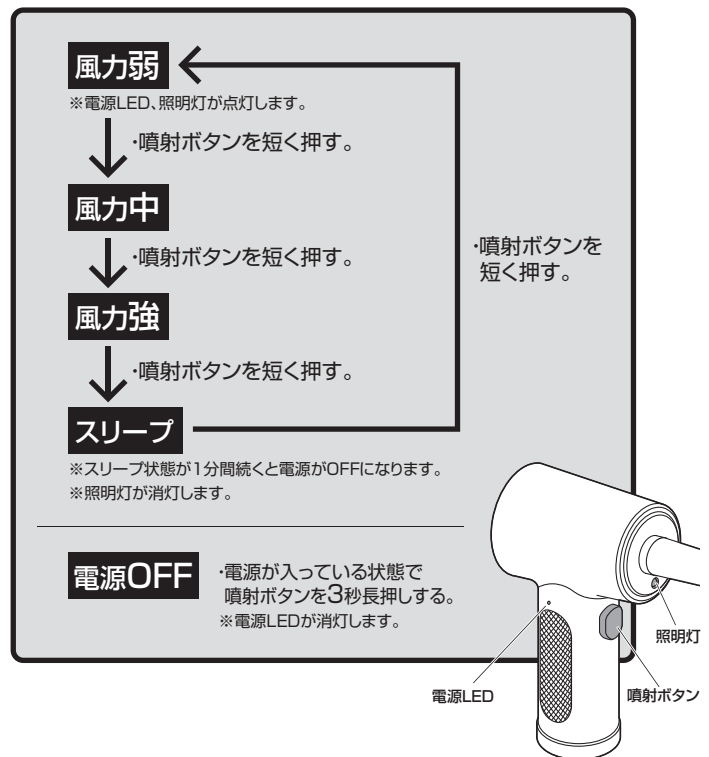 風力弱
※電源LED、照明灯が点灯します。
・噴射ボタンを短く押す。
風力中
・噴射ボタンを短く押す。
風力強
・噴射ボタンを短く押す。
スリープ
※スリープ状態が1分間続くと電源がOFFになります。
※照明灯が消灯します。
・噴射ボタンを
短く押す。
電源OFF
・電源が入っている状態で
噴射ボタンを3秒長押しする。
※電源LEDが消灯します。
照明灯
電源LED
噴射ボタン